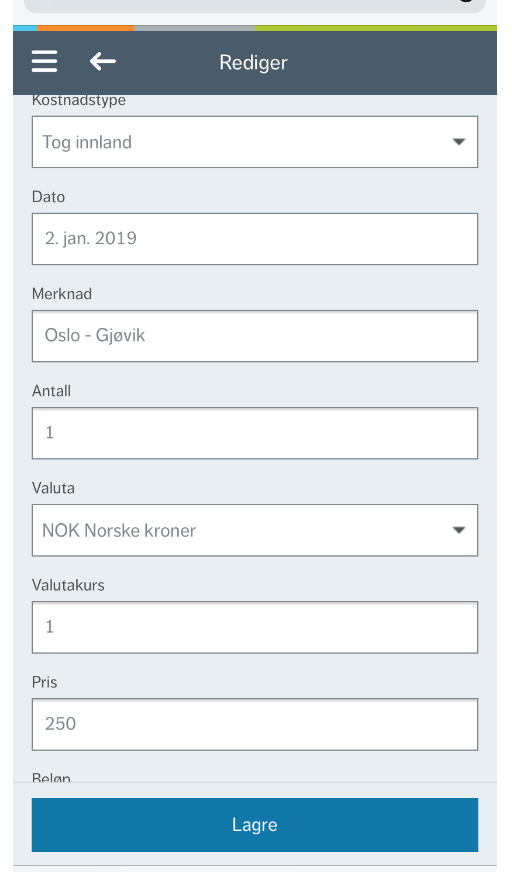 Rediger
Kostnadstype
Tog innland
Dato
2. jan. 2019
Merknad
Oslo - Gjøvik
Antall
1
Valuta
NOK Norske kroner
Valutakurs
1
Pris
250
Beløp
Lagre